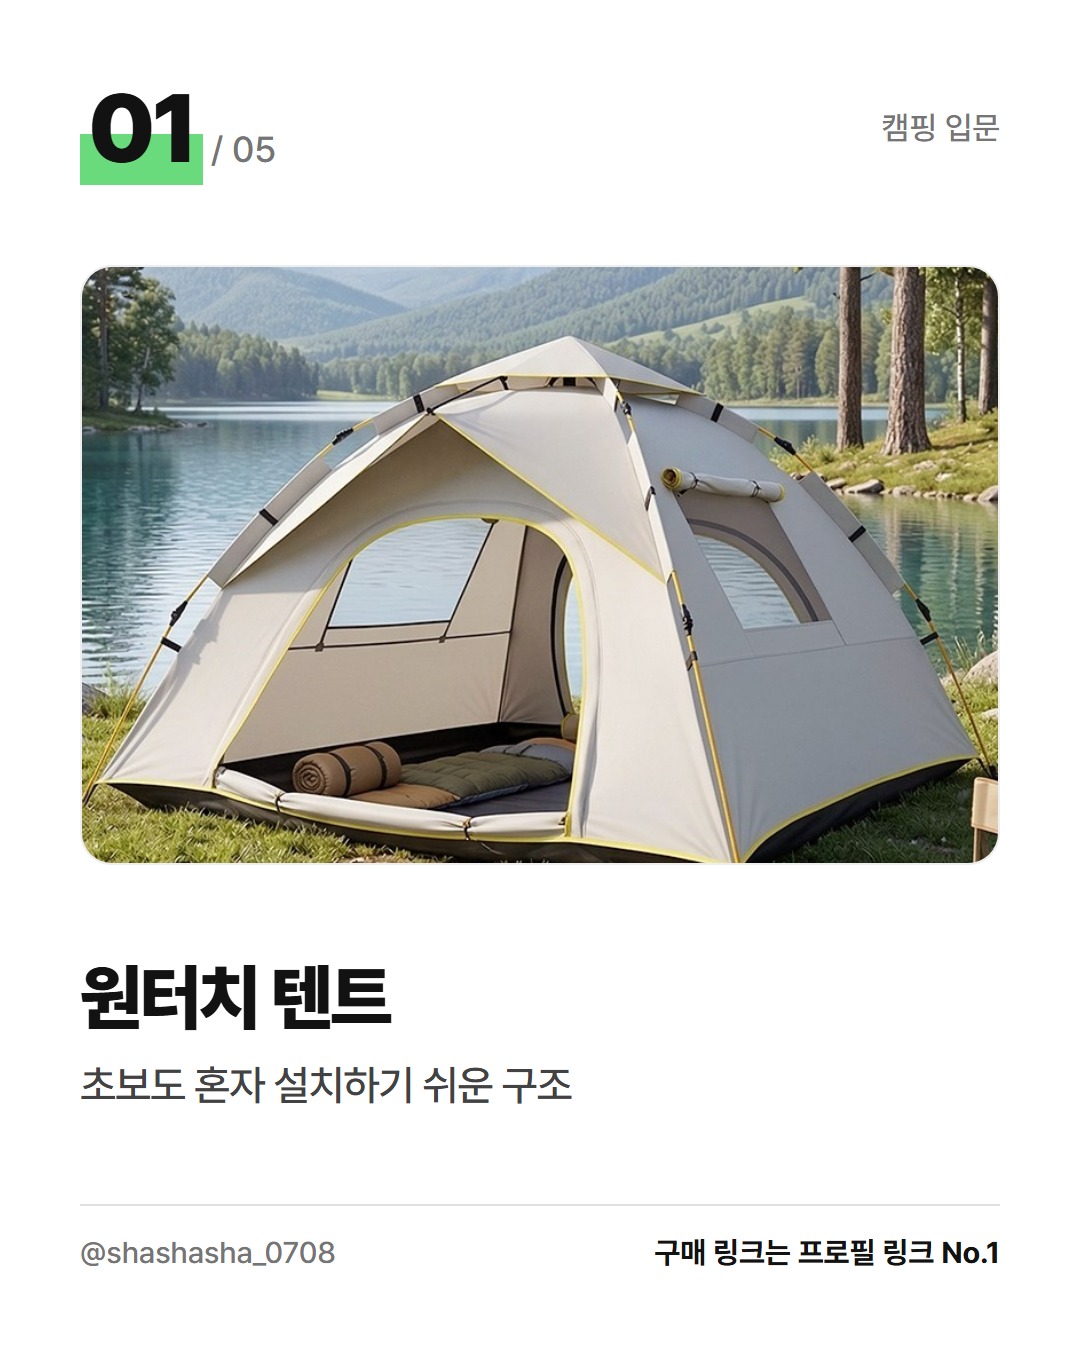 01 / 05
캠핑 입문
원터치 텐트
초보도 혼자 설치하기 쉬운 구조
@shashasha_0708
구매 링크는 프로필 링크 No.1